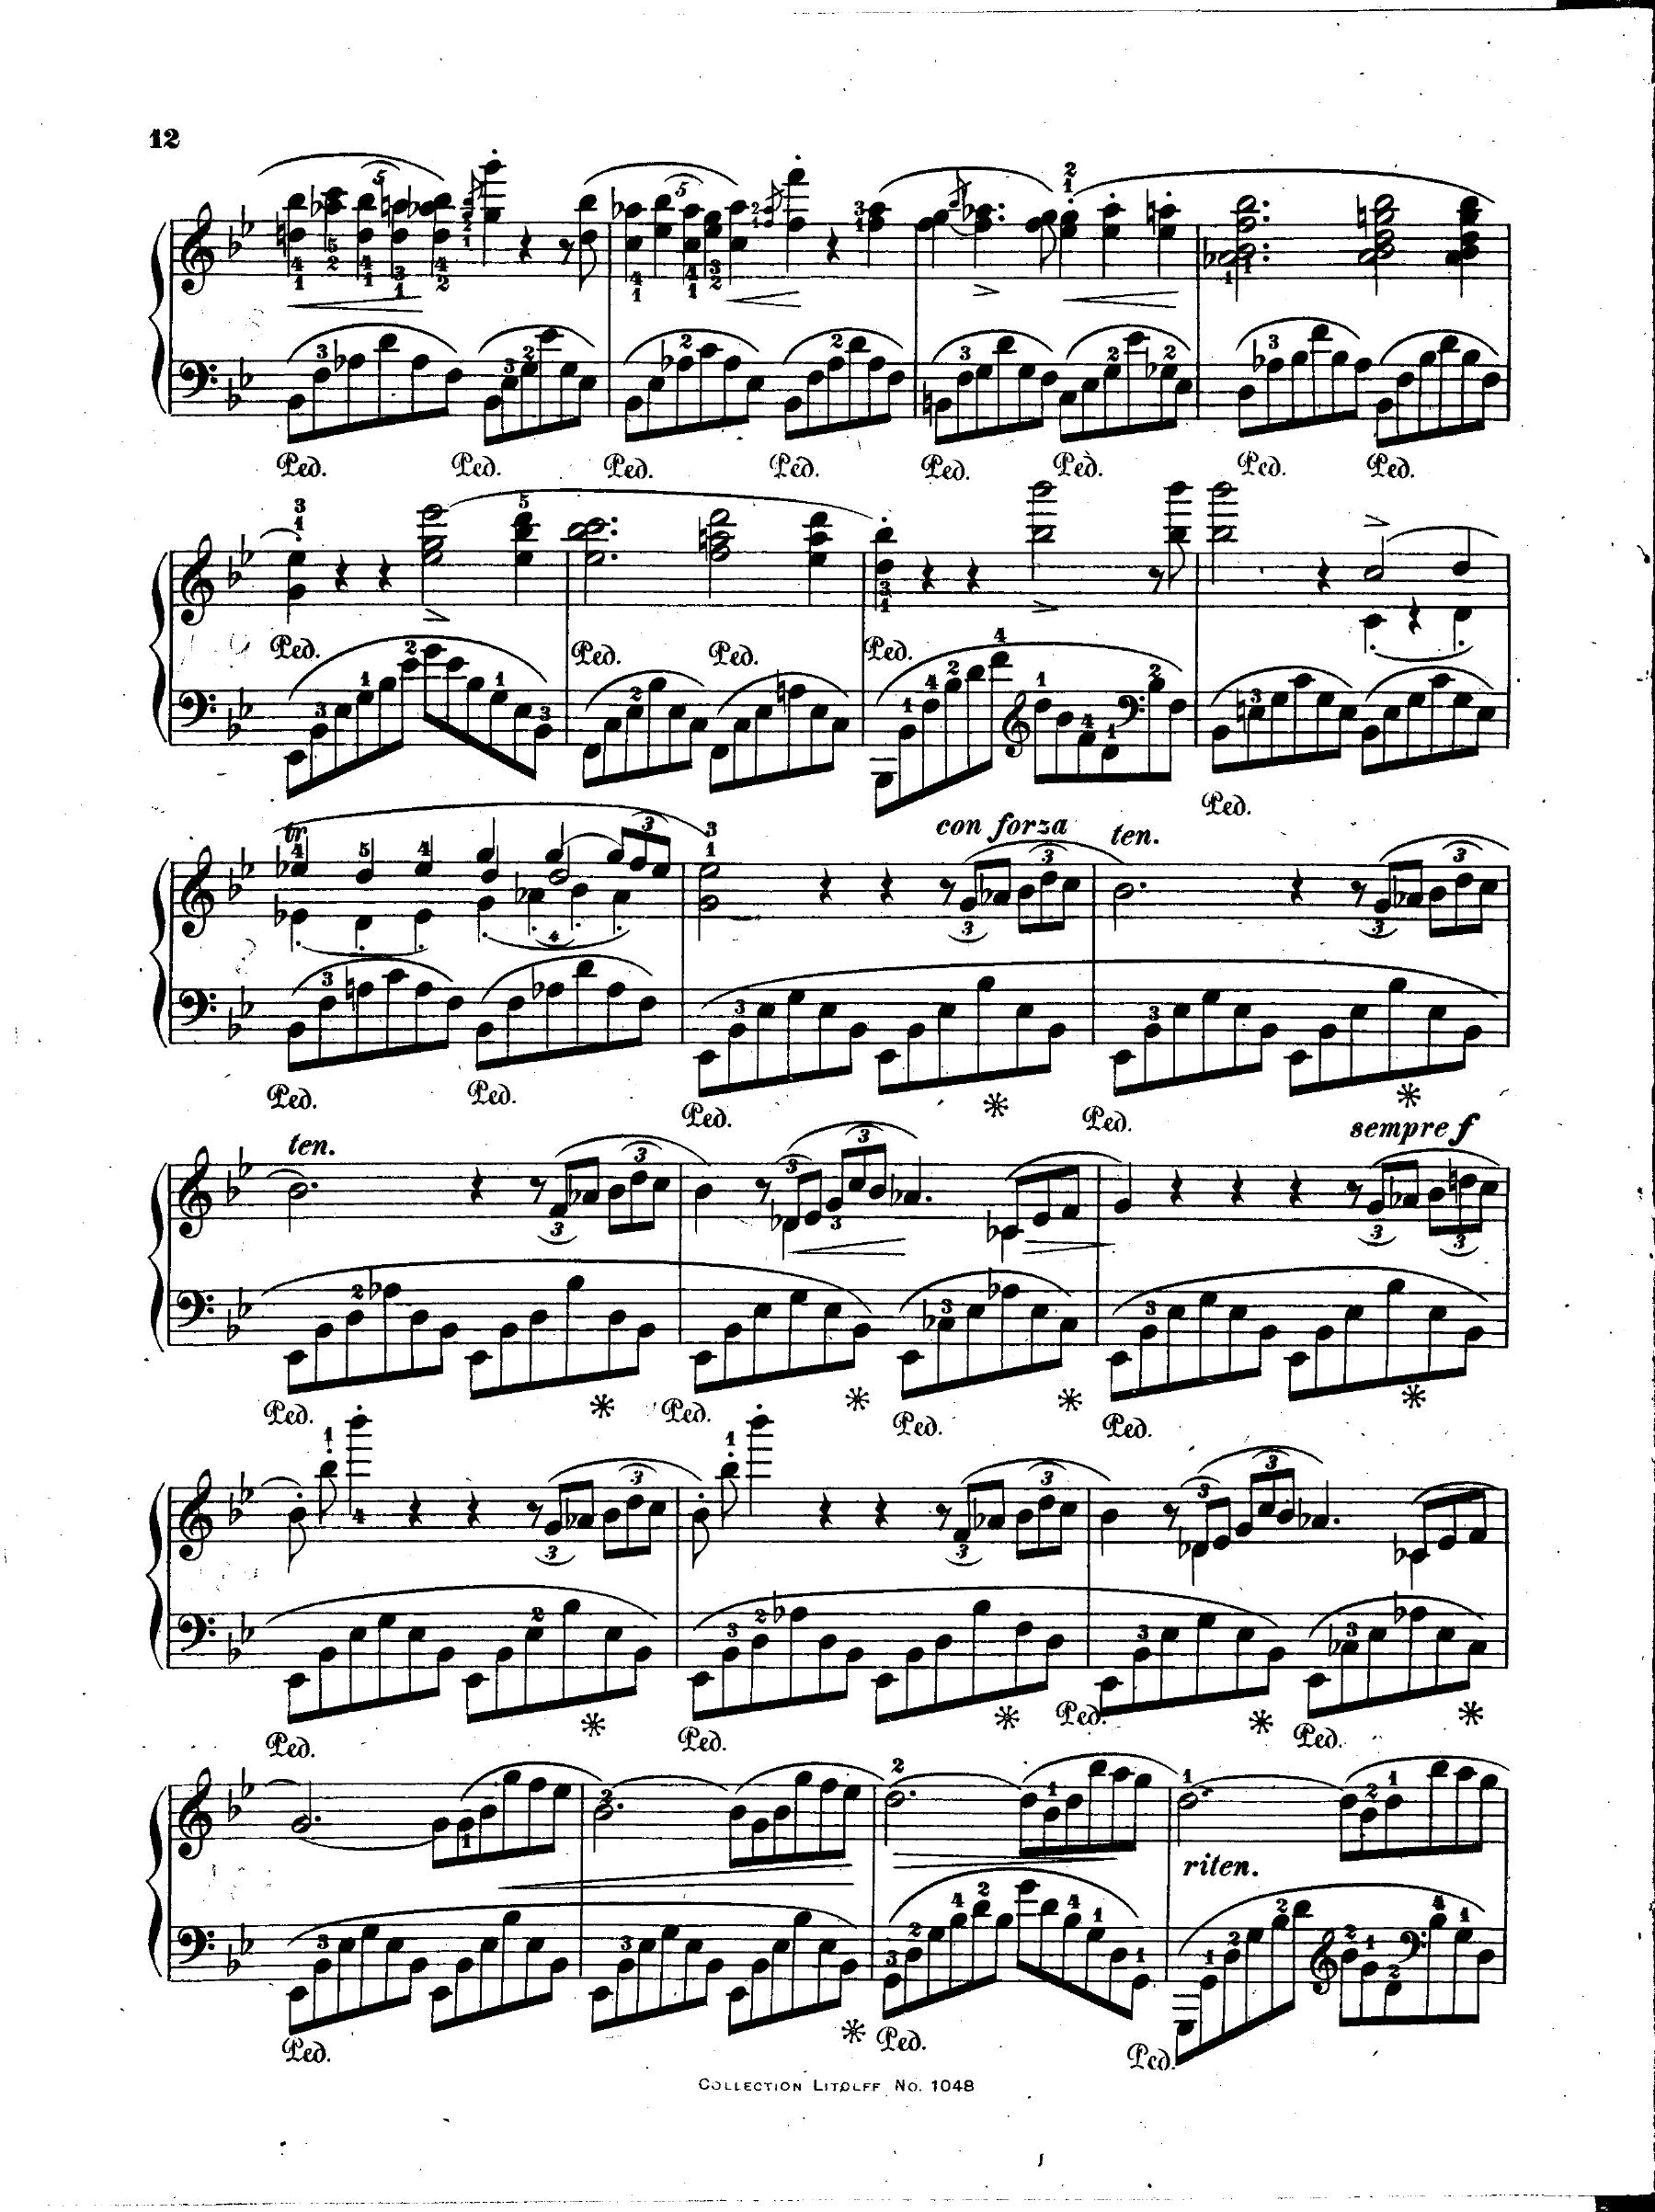 12
Ped. Ped. Ped. Ped. Ped. Ped. Ped. Ped.
Ped. Ped. Ped. Ped.
Ped.
tr con forza ten.
Ped. Ped. Ped. Ped.
sempre f
ten.
Ped. Ped. Ped. Ped.
Ped. Ped. Ped. Ped.
riten.
Ped. Ped. Ped.
COLLECTION LITOLFF No. 1048